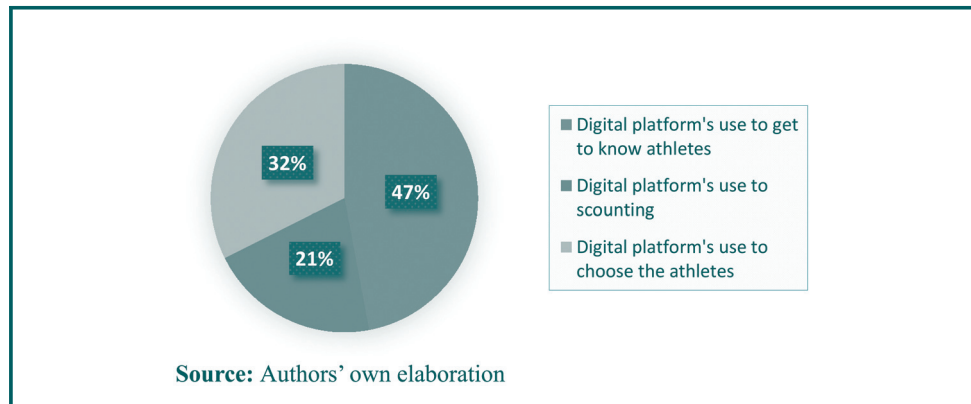 32%
47%
21%
Digital platform's use to get
to know athletes
Digital platform's use to
scounting
Digital platform's use to
choose the athletes
Source: Authors' own elaboration